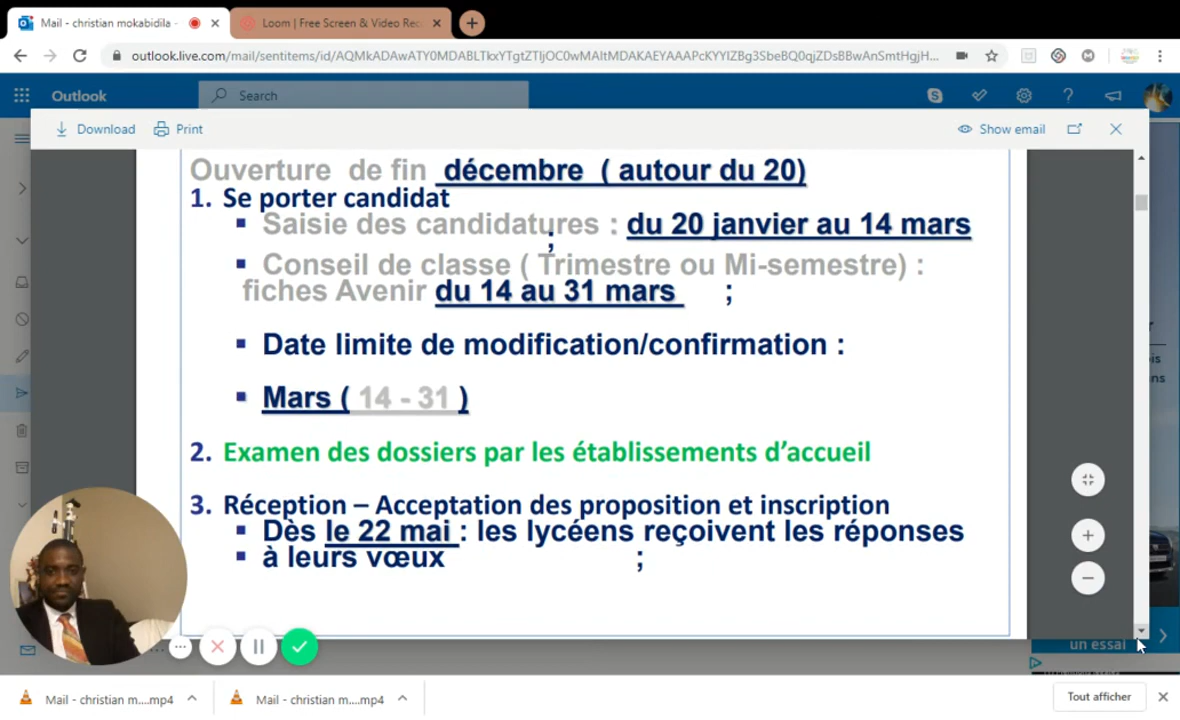 Mail - christian mokabidila -
Loom | Free Screen & Video Rec
outlook.live.com/mail/sentitems/id/AQMkADAwATY0MDABLTkxYTgtZTljOC0wMAItMDAKAEYAAAPcKYYlZBg3SbeBQ0qjZDsBBwAnSmtHgjH...
Outlook
Search
Download
Print
Show email
Ouverture de fin décembre ( autour du 20)
1. Se porter candidat
Saisie des candidatures : du 20 janvier au 14 mars
;
Conseil de classe ( Trimestre ou Mi-semestre) :
fiches Avenir du 14 au 31 mars ;
Date limite de modification/confirmation :
Mars ( 14 - 31 )
2. Examen des dossiers par les établissements d’accueil
3. Réception – Acceptation des proposition et inscription
Dès le 22 mai : les lycéens reçoivent les réponses
à leurs vœux ;
un essai
Mail - christian m....mp4
Mail - christian m....mp4
Tout afficher